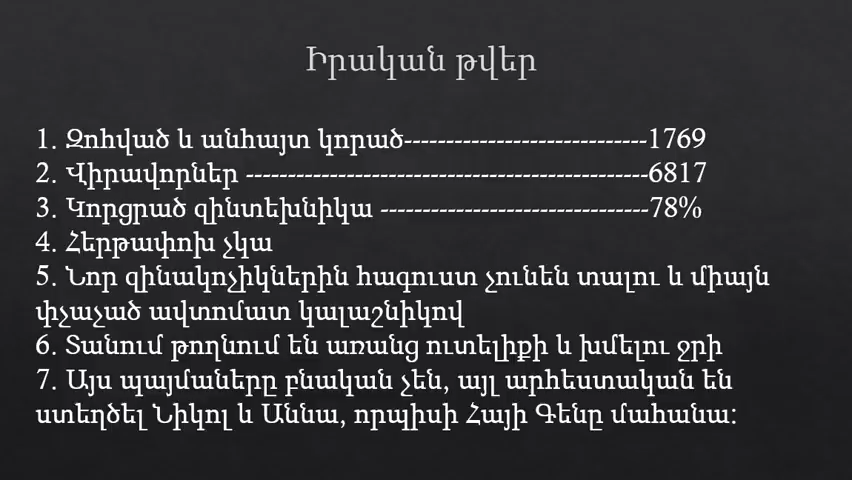 Իրական թվեր
1. Զոհված և անհայտ կորած-----------------------------1769
2. Վիրավորներ ------------------------------------------------6817
3. Կորցրած զինտեխնիկա --------------------------------78%
4. Հերթափոխ չկա
5. Նոր զինակոչիկներին հագուստ չունեն տալու և միայն
փչաչած ավտոմատ կալաշնիկով
6. Տանում թողնում են առանց ուտելիքի և խմելու ջրի
7. Այս պայմաները բնական չեն, այլ արհեստական են
ստեղծել Նիկոլ և Աննա, որպիսի Հայի Գենը մահանա: